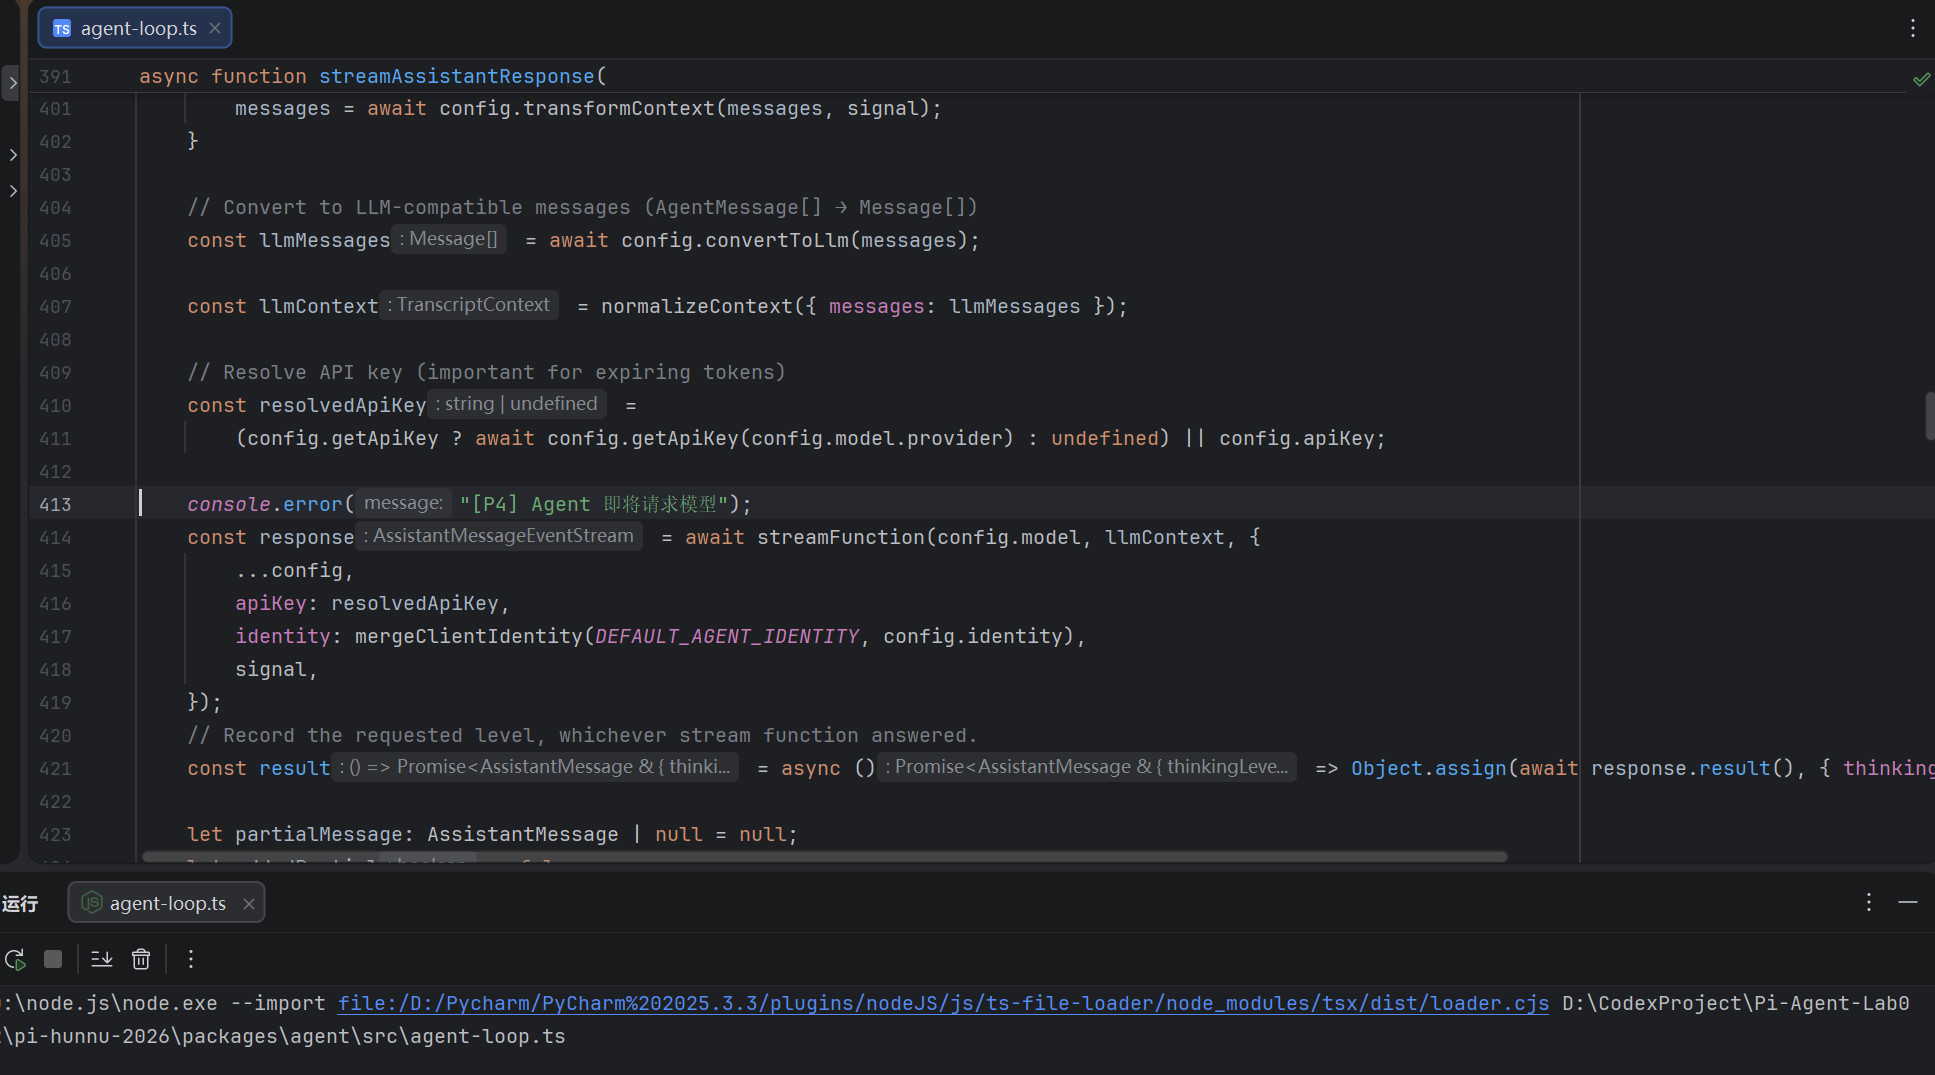 TS agent-loop.ts
391 async function streamAssistantResponse(
401 messages = await config.transformContext(messages, signal);
402 }
403
404 // Convert to LLM-compatible messages (AgentMessage[] → Message[])
405 const llmMessages : Message[] = await config.convertToLlm(messages);
406
407 const llmContext : TranscriptContext = normalizeContext({ messages: llmMessages });
408
409 // Resolve API key (important for expiring tokens)
410 const resolvedApiKey : string | undefined =
411 (config.getApiKey ? await config.getApiKey(config.model.provider) : undefined) || config.apiKey;
412
413 console.error( message: "[P4] Agent 即将请求模型");
414 const response : AssistantMessageEventStream = await streamFunction(config.model, llmContext, {
415 ...config,
416 apiKey: resolvedApiKey,
417 identity: mergeClientIdentity(DEFAULT_AGENT_IDENTITY, config.identity),
418 signal,
419 });
420 // Record the requested level, whichever stream function answered.
421 const result : () => Promise<AssistantMessage & { thinki... = async () : Promise<AssistantMessage & { thinkingLeve... => Object.assign(await response.result(), { thinking
422
423 let partialMessage: AssistantMessage | null = null;
运行 JS agent-loop.ts
:\node.js\node.exe --import file:/D:/Pycharm/PyCharm%202025.3.3/plugins/nodeJS/js/ts-file-loader/node_modules/tsx/dist/loader.cjs D:\CodexProject\Pi-Agent-Lab0
\pi-hunnu-2026\packages\agent\src\agent-loop.ts